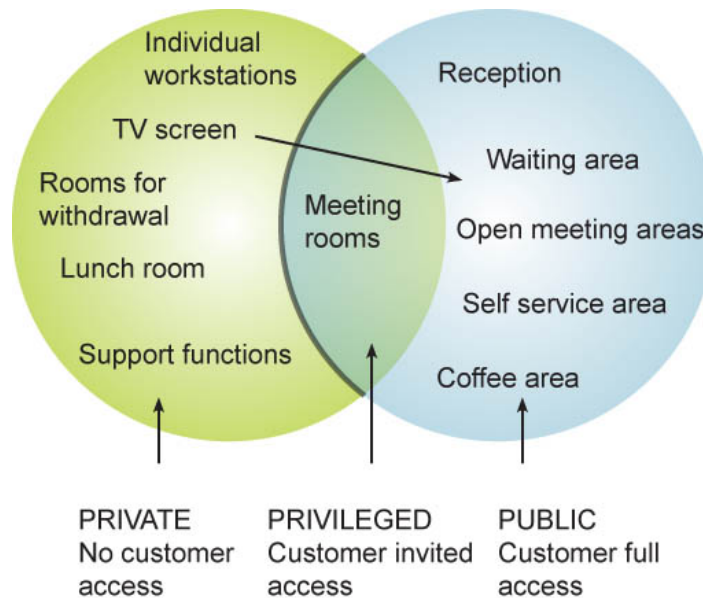 Individual
workstations
TV screen
Rooms for
withdrawal
Lunch room
Support functions
Meeting
rooms
Reception
Waiting area
Open meeting areas
Self service area
Coffee area
PRIVATE
No customer
access
PRIVILEGED
Customer invited
access
PUBLIC
Customer full
access